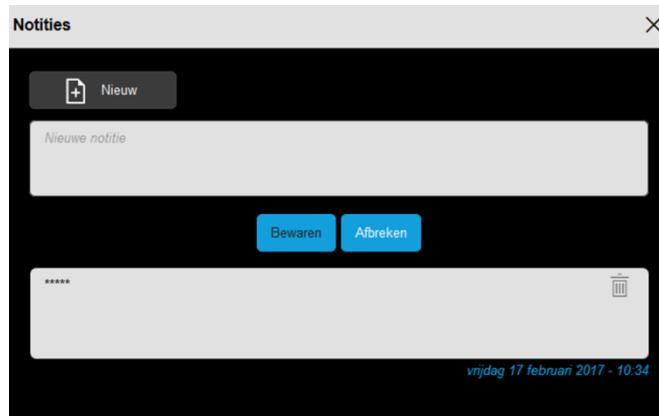 Notities
Nieuw
Nieuwe notitie
Bewaren Afbreken
*****
vrijdag 17 februari 2017 - 10:34